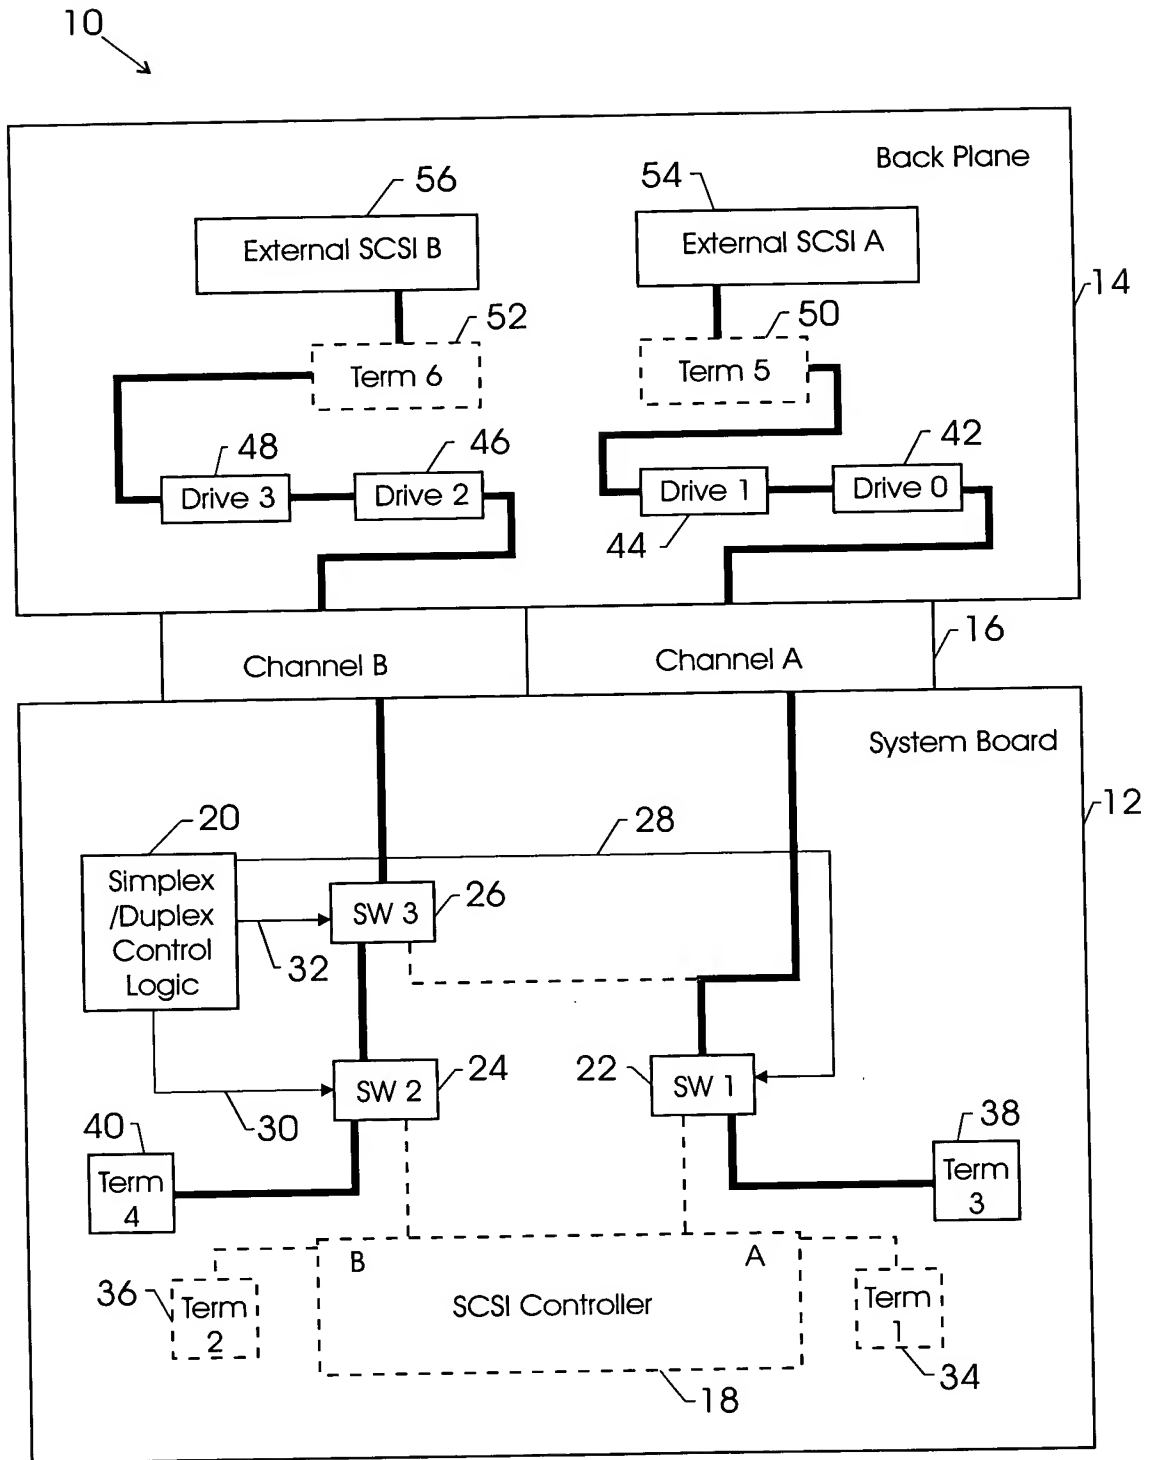 10
Back Plane
56
54
External SCSI B
External SCSI A
14
52
50
Term 6
Term 5
48
46
42
Drive 3
Drive 2
Drive 1
Drive 0
44
16
Channel B
Channel A
System Board
12
20
28
Simplex
/Duplex
Control
Logic
SW 3
26
32
SW 2
24
22
SW 1
30
40
38
Term
4
Term
3
B
A
36
Term
2
SCSI Controller
Term
1
34
18